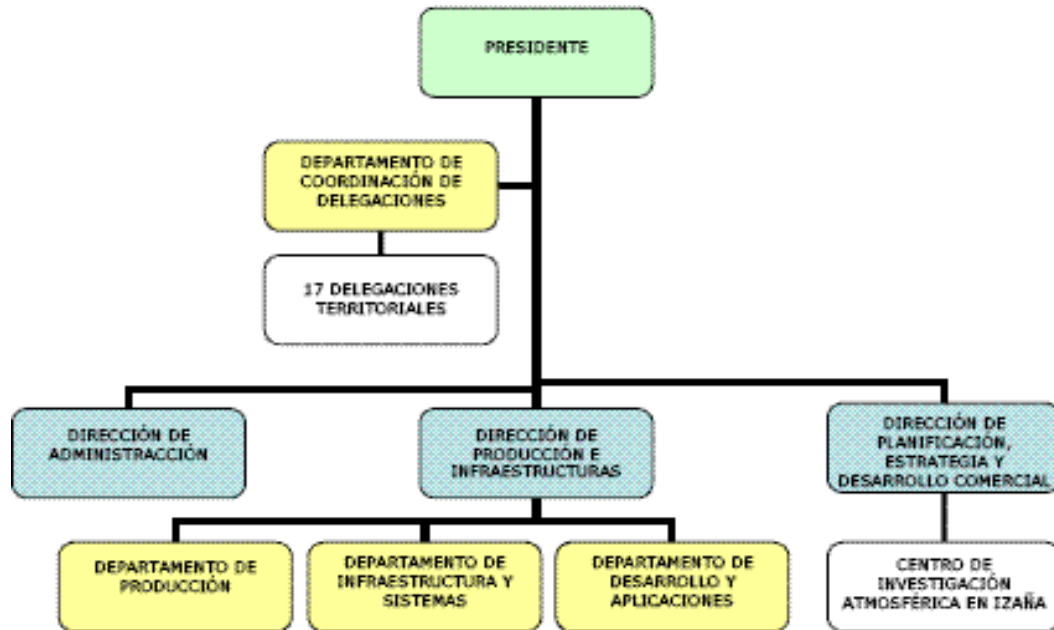 PRESIDENTE
DEPARTAMENTO DE
COORDINACIÓN DE
DELEGACIONES
17 DELEGACIONES
TERRITORIALES
DIRECCIÓN DE
ADMINISTRACCIÓN
DIRECCIÓN DE
PRODUCCIÓN E
INFRAESTRUCTURAS
DIRECCIÓN DE
PLANIFICACIÓN,
ESTRATEGIA Y
DESARROLLO COMERCIAL
DEPARTAMENTO DE
PRODUCCIÓN
DEPARTAMENTO DE
INFRAESTRUCTURA Y
SISTEMAS
DEPARTAMENTO DE
DESARROLLO Y
APLICACIONES
CENTRO DE
INVESTIGACIÓN
ATMOSFÉRICA EN IZAÑA